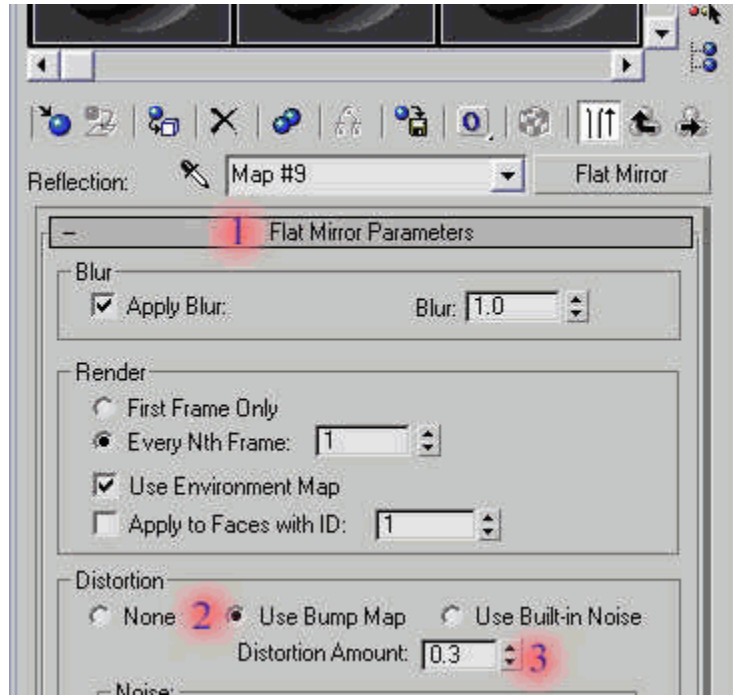 Reflection: Map #9 Flat Mirror
1 Flat Mirror Parameters
Blur
Apply Blur: Blur: 1.0
Render
First Frame Only
Every Nth Frame: 1
Use Environment Map
Apply to Faces with ID: 1
Distortion
None 2 Use Bump Map Use Built-in Noise
Distortion Amount: 0.3 3
Noise: